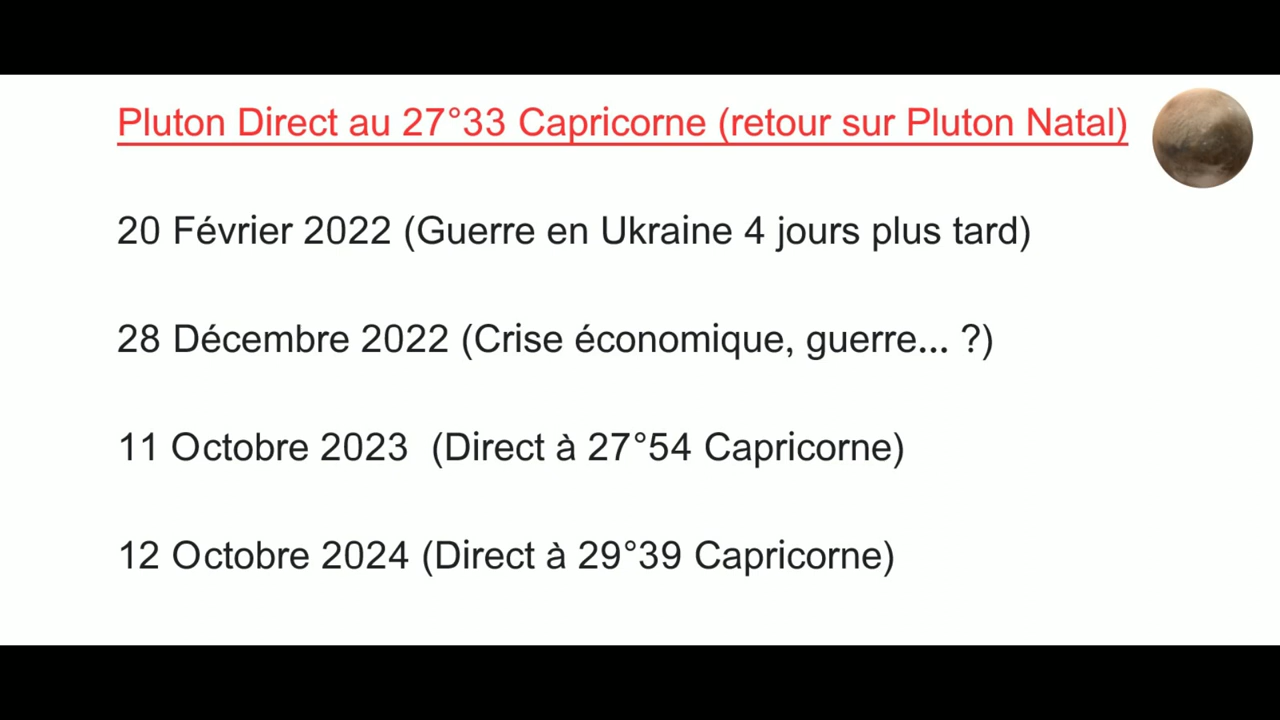 Pluton Direct au 27°33 Capricorne (retour sur Pluton Natal)
20 Février 2022 (Guerre en Ukraine 4 jours plus tard)
28 Décembre 2022 (Crise économique, guerre... ?)
11 Octobre 2023  (Direct à 27°54 Capricorne)
12 Octobre 2024 (Direct à 29°39 Capricorne)